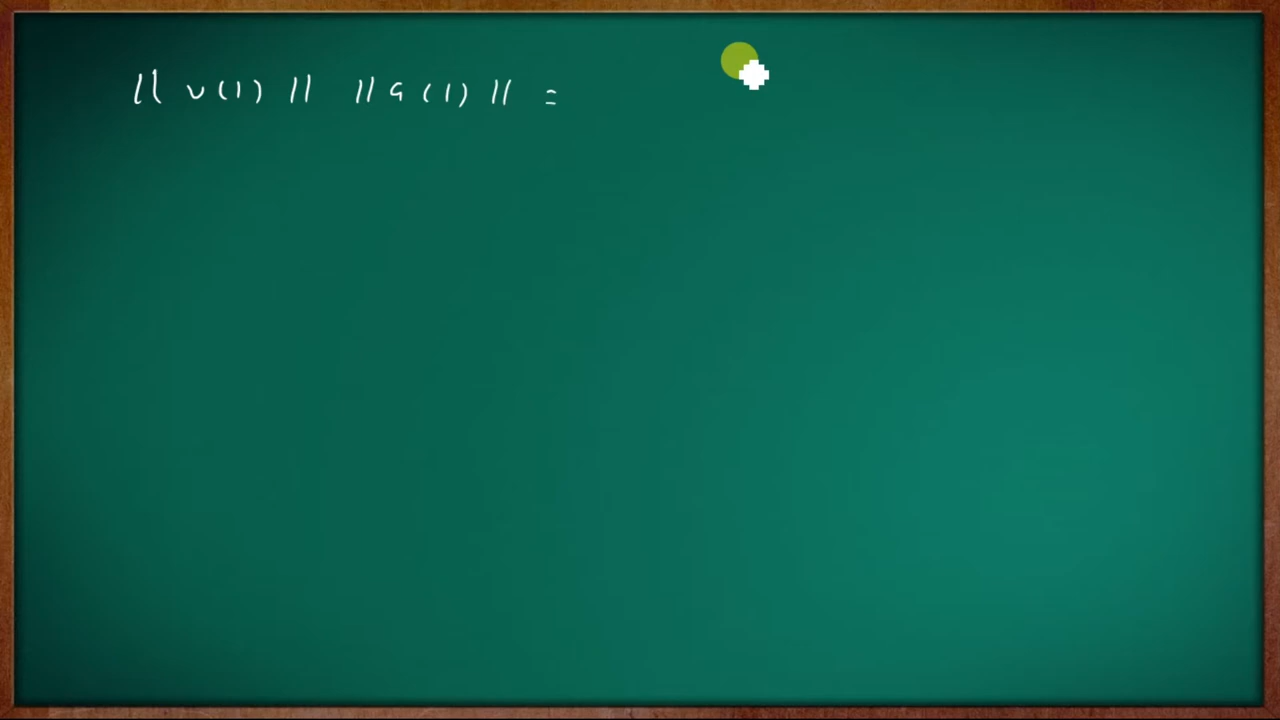 || v(1) || || a (1) || =